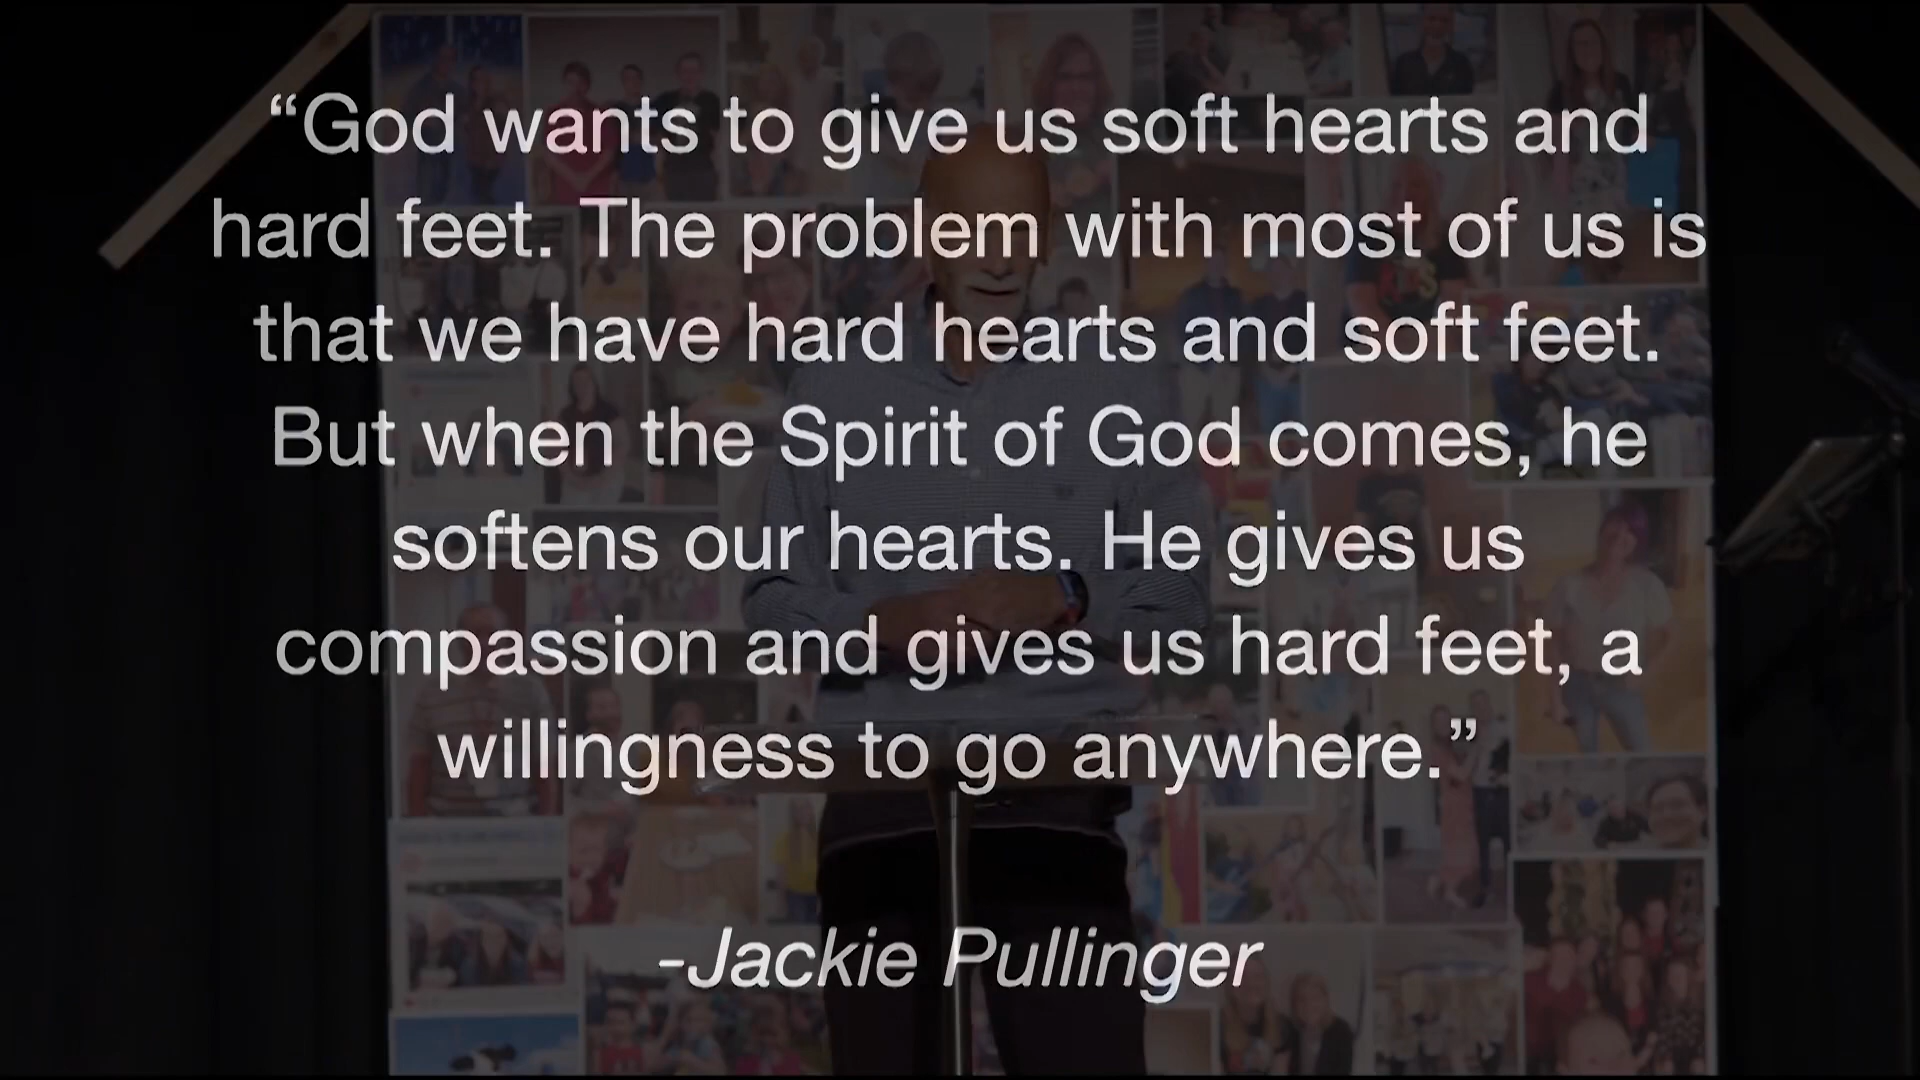 “God wants to give us soft hearts and
hard feet. The problem with most of us is
that we have hard hearts and soft feet.
But when the Spirit of God comes, he
softens our hearts. He gives us
compassion and gives us hard feet, a
willingness to go anywhere.”
-Jackie Pullinger